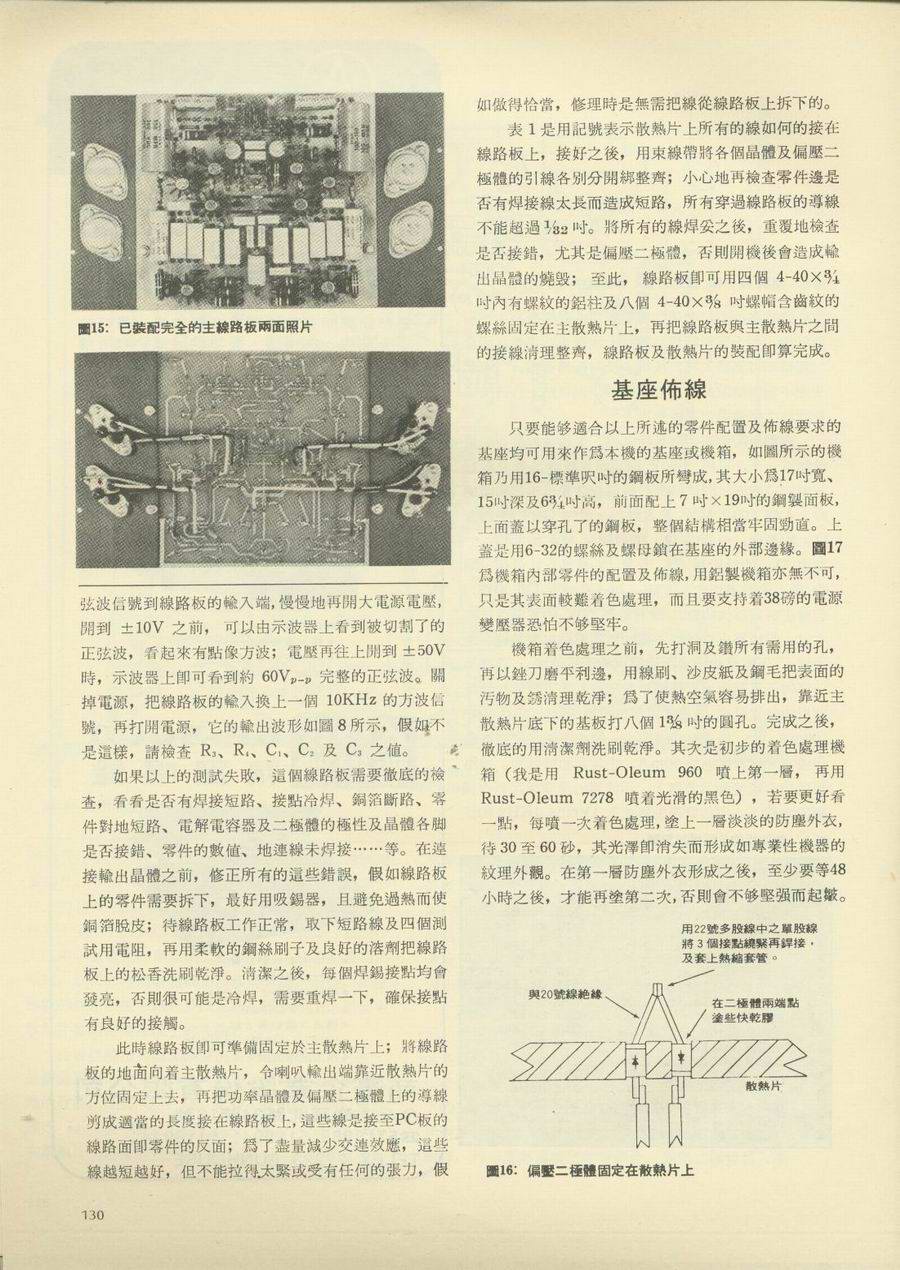 圖15: 已裝配完全的主線路板兩面照片
弦波信號到線路板的輸入端,慢慢地再開大電源電壓,
開到 ±10V 之前， 可以由示波器上看到被切割了的
正弦波，看起來有點像方波；電壓再往上開到 ±50V
時，示波器上卽可看到約 60Vp-p 完整的正弦波。關
掉電源，把線路板的輸入換上一個 10KHz 的方波信
號，再打開電源，它的輸出波形如圖 8 所示，假如不
是這樣，請檢查 R₃、R₄、C₁、C₂ 及 C₃ 之值。
如果以上的測試失敗，這個線路板需要徹底的檢
查，看看是否有焊接短路、接點冷焊、銅箔斷路、零
件對地短路、電解電容器及二極體的極性及晶體各脚
是否接錯、零件的數値、地連線未焊接……等。在連
接輸出晶體之前，修正所有的這些錯誤，假如線路板
上的零件需要拆下，最好用吸錫器，且避免過熱而使
銅箔脫皮；待線路板工作正常，取下短路線及四個測
試用電阻，再用柔軟的鋼絲刷子及良好的溶劑把線路
板上的松香洗刷乾淨。淸潔之後，每個焊錫接點均會
發亮，否則很可能是冷焊，需要重焊一下，確保接點
有良好的接觸。
此時線路板卽可準備固定於主散熱片上；將線路
板的地面向着主散熱片，令喇叭輸出端靠近散熱片的
方位固定上去，再把功率晶體及偏壓二極體上的導線
剪成適當的長度接在線路板上,這些線是接至PC板的
線路面卽零件的反面；爲了盡量減少交連效應，這些
線越短越好，但不能拉得太緊或受有任何的張力，假
如做得恰當，修理時是無需把線從線路板上拆下的。
表 1 是用記號表示散熱片上所有的線如何的接在
線路板上，接好之後，用束線帶將各個晶體及偏壓二
極體的引線各別分開綁整齊；小心地再檢查零件邊是
否有焊接線太長而造成短路，所有穿過線路板的導線
不能超過 1/32 吋。將所有的線焊妥之後，重覆地檢查
是否接錯，尤其是偏壓二極體，否則開機後會造成輸
出晶體的燒毀； 至此， 線路板卽可用四個 4-40×3/4
吋內有螺紋的鋁柱及八個 4-40×3/8 吋螺帽含齒紋的
螺絲固定在主散熱片上，再把線路板與主散熱片之間
的接線淸理整齊，線路板及散熱片的裝配卽算完成。
基座佈線
只要能够適合以上所述的零件配置及佈線要求的
基座均可用來作爲本機的基座或機箱，如圖所示的機
箱乃用16-標準呎吋的鋼板所彎成,其大小爲17吋寬、
15吋深及6¾吋高，前面配上 7 吋×19吋的鋼製面板,
上面蓋以穿孔了的鋼板，整個結構相當牢固勁直。上
蓋是用6-32的螺絲及螺母鎖在基座的外部邊緣。圖17
爲機箱內部零件的配置及佈線,用鋁製機箱亦無不可,
只是其表面較難着色處理，而且要支持着38磅的電源
變壓器恐怕不够堅牢。
機箱着色處理之前，先打洞及鑽所有需用的孔，
再以銼刀磨平利邊，用線刷、沙皮紙及鋼毛把表面的
汚物及銹淸理乾淨；爲了使熱空氣容易排出，靠近主
散熱片底下的基板打八個 1⅜ 吋的圓孔。完成之後，
徹底的用淸潔劑洗刷乾淨。其次是初步的着色處理機
箱（我是用 Rust-Oleum 960 噴上第一層， 再用
Rust-Oleum 7278 噴着光滑的黑色），若要更好看
一點，每噴一次着色處理,塗上一層淡淡的防塵外衣,
待 30 至 60 砂，其光澤卽消失而形成如專業性機器的
紋理外觀。在第一層防塵外衣形成之後，至少要等48
小時之後，才能再塗第二次,否則會不够堅强而起皺。
用22號多股線中之單股線
將 3 個接點繞緊再銲接，
及套上熱縮套管。
與20號線絶緣
在二極體兩端點
塗些快乾膠
散熱片
圖16: 偏壓二極體固定在散熱片上
130